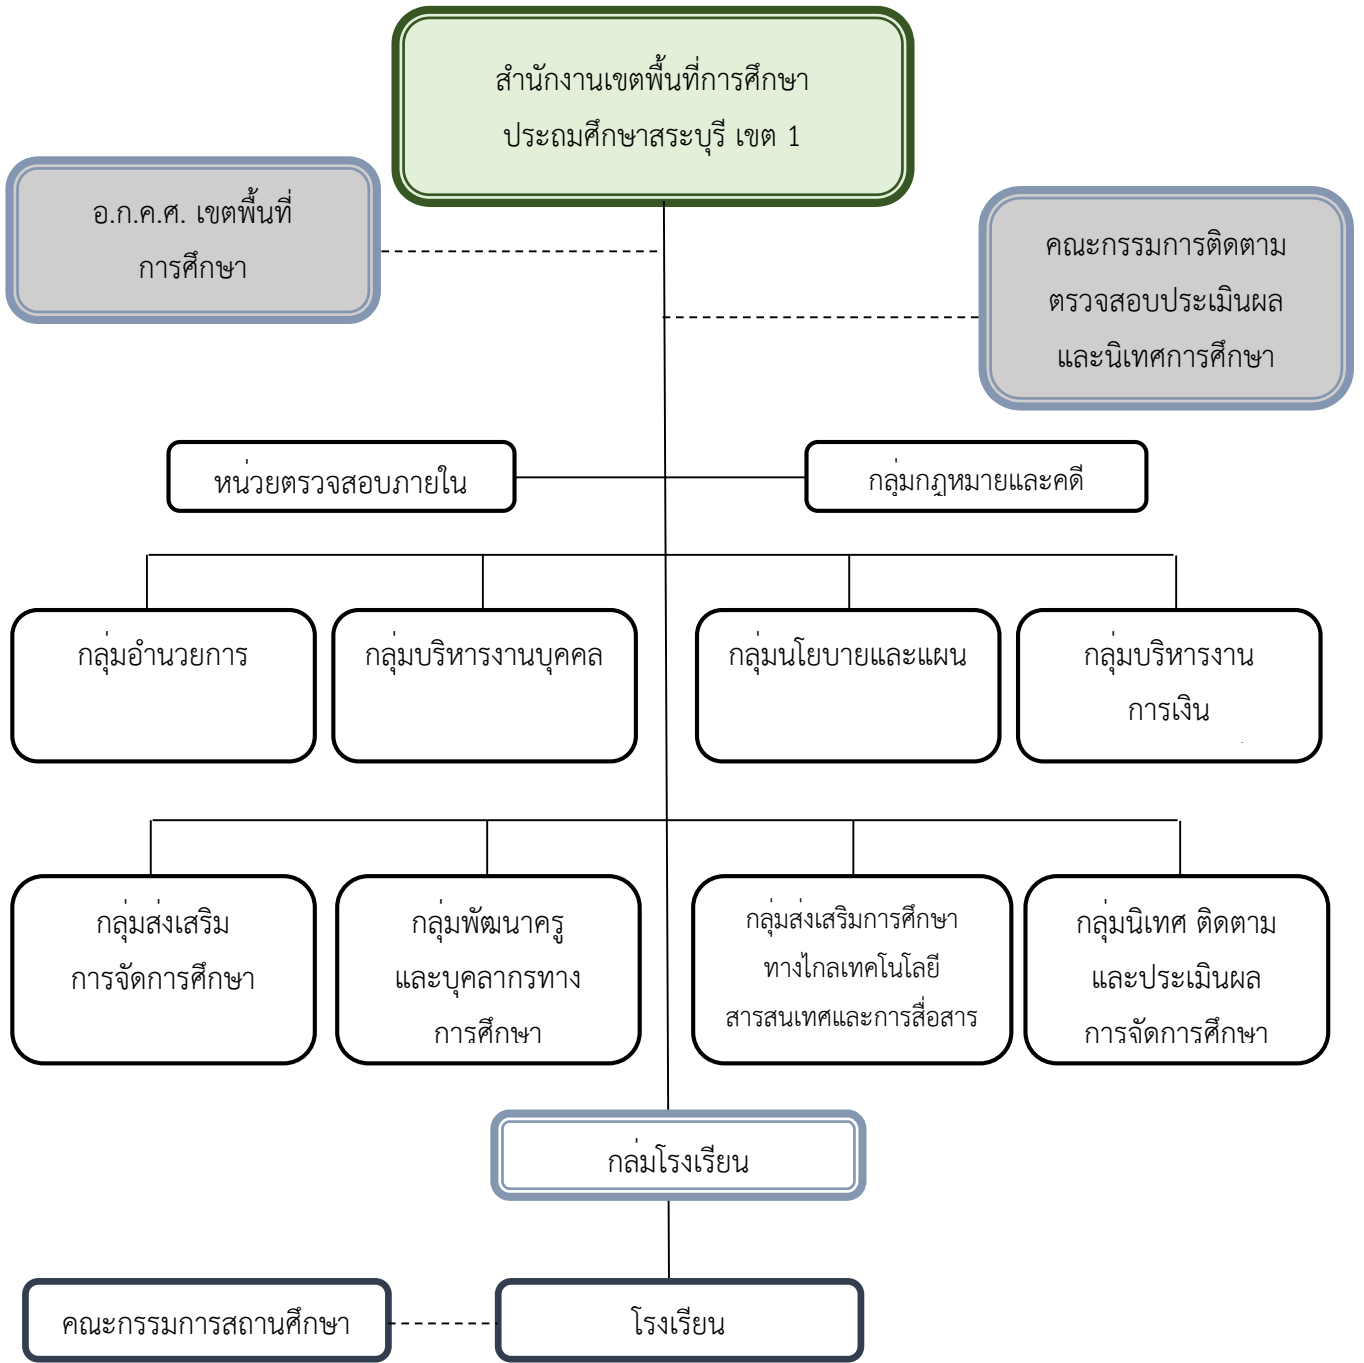 สำนักงานเขตพื้นที่การศึกษา
ประถมศึกษาสระบุรี เขต 1
อ.ก.ค.ศ. เขตพื้นที่
การศึกษา
คณะกรรมการติดตาม
ตรวจสอบประเมินผล
และนิเทศการศึกษา
หน่วยตรวจสอบภายใน
กลุ่มกฎหมายและคดี
กลุ่มอำนวยการ
กลุ่มบริหารงานบุคคล
กลุ่มนโยบายและแผน
กลุ่มบริหารงาน
การเงิน
กลุ่มส่งเสริม
การจัดการศึกษา
กลุ่มพัฒนาครู
และบุคลากรทาง
การศึกษา
กลุ่มส่งเสริมการศึกษา
ทางไกลเทคโนโลยี
สารสนเทศและการสื่อสาร
กลุ่มนิเทศ ติดตาม
และประเมินผล
การจัดการศึกษา
กลุ่มโรงเรียน
คณะกรรมการสถานศึกษา
โรงเรียน